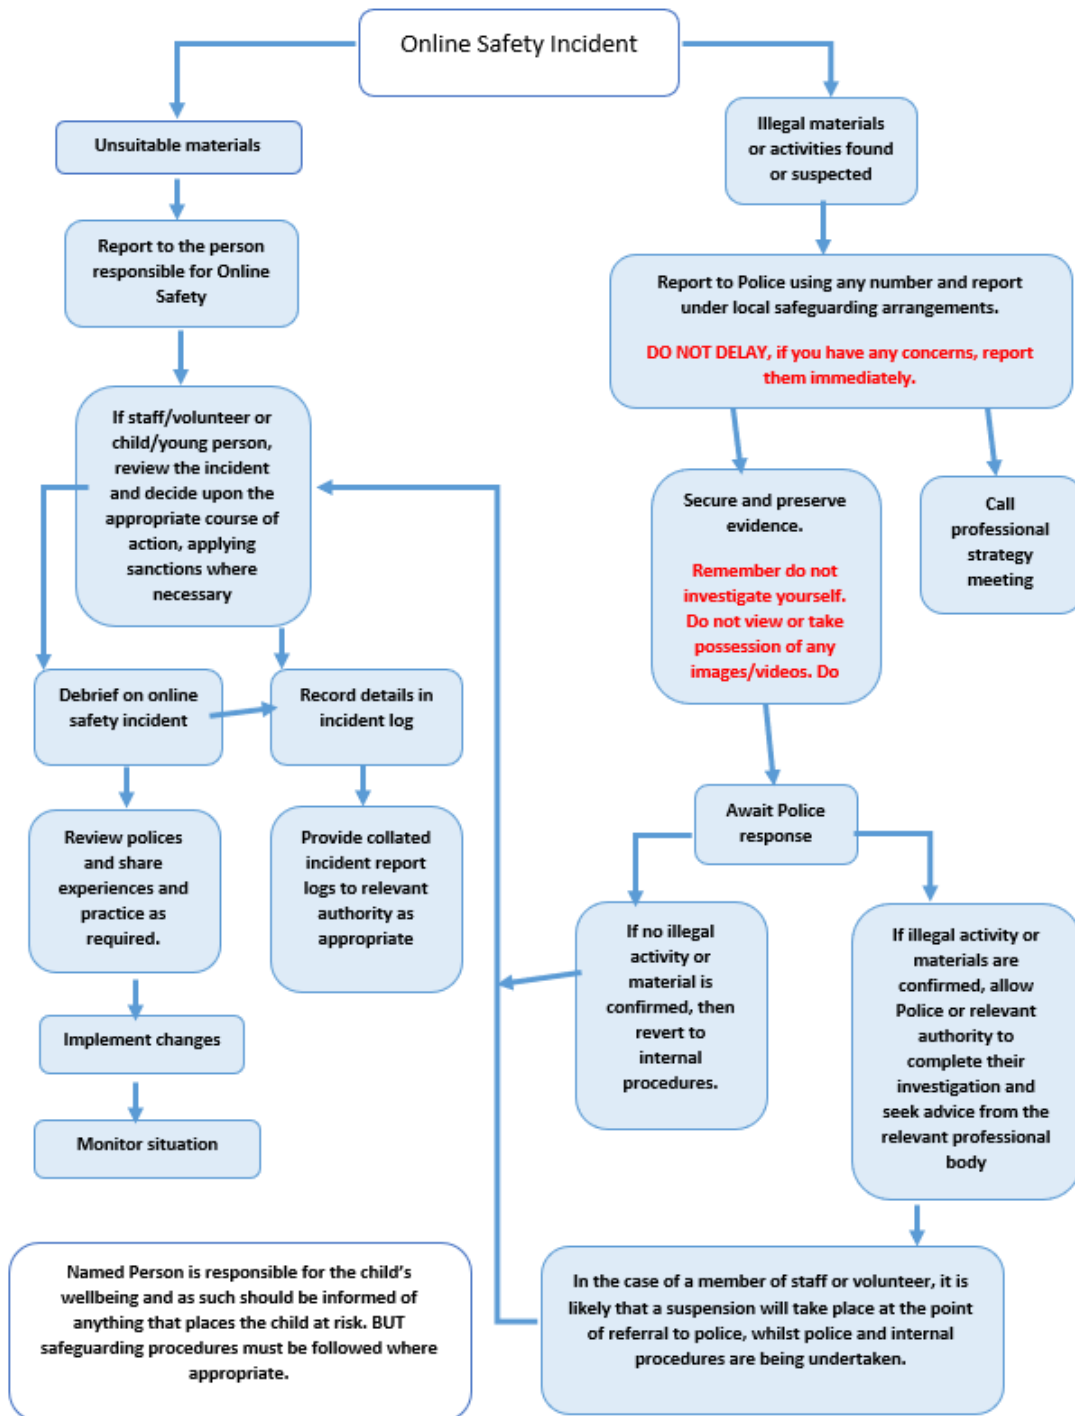 Online Safety Incident
Unsuitable materials
Illegal materials
or activities found
or suspected
Report to the person
responsible for Online
Safety
Report to Police using any number and report
under local safeguarding arrangements.
DO NOT DELAY, if you have any concerns, report
them immediately.
If staff/volunteer or
child/young person,
review the incident
and decide upon the
appropriate course of
action, applying
sanctions where
necessary
Secure and preserve
evidence.
Remember do not
investigate yourself.
Do not view or take
possession of any
images/videos. Do
Call
professional
strategy
meeting
Debrief on online
safety incident
Record details in
incident log
Review polices
and share
experiences and
practice as
required.
Provide collated
incident report
logs to relevant
authority as
appropriate
Await Police
response
If no illegal
activity or
material is
confirmed, then
revert to
internal
procedures.
If illegal activity or
materials are
confirmed, allow
Police or relevant
authority to
complete their
investigation and
seek advice from the
relevant professional
body
Implement changes
Monitor situation
Named Person is responsible for the child's
wellbeing and as such should be informed of
anything that places the child at risk. BUT
safeguarding procedures must be followed where
appropriate.
In the case of a member of staff or volunteer, it is
likely that a suspension will take place at the point
of referral to police, whilst police and internal
procedures are being undertaken.